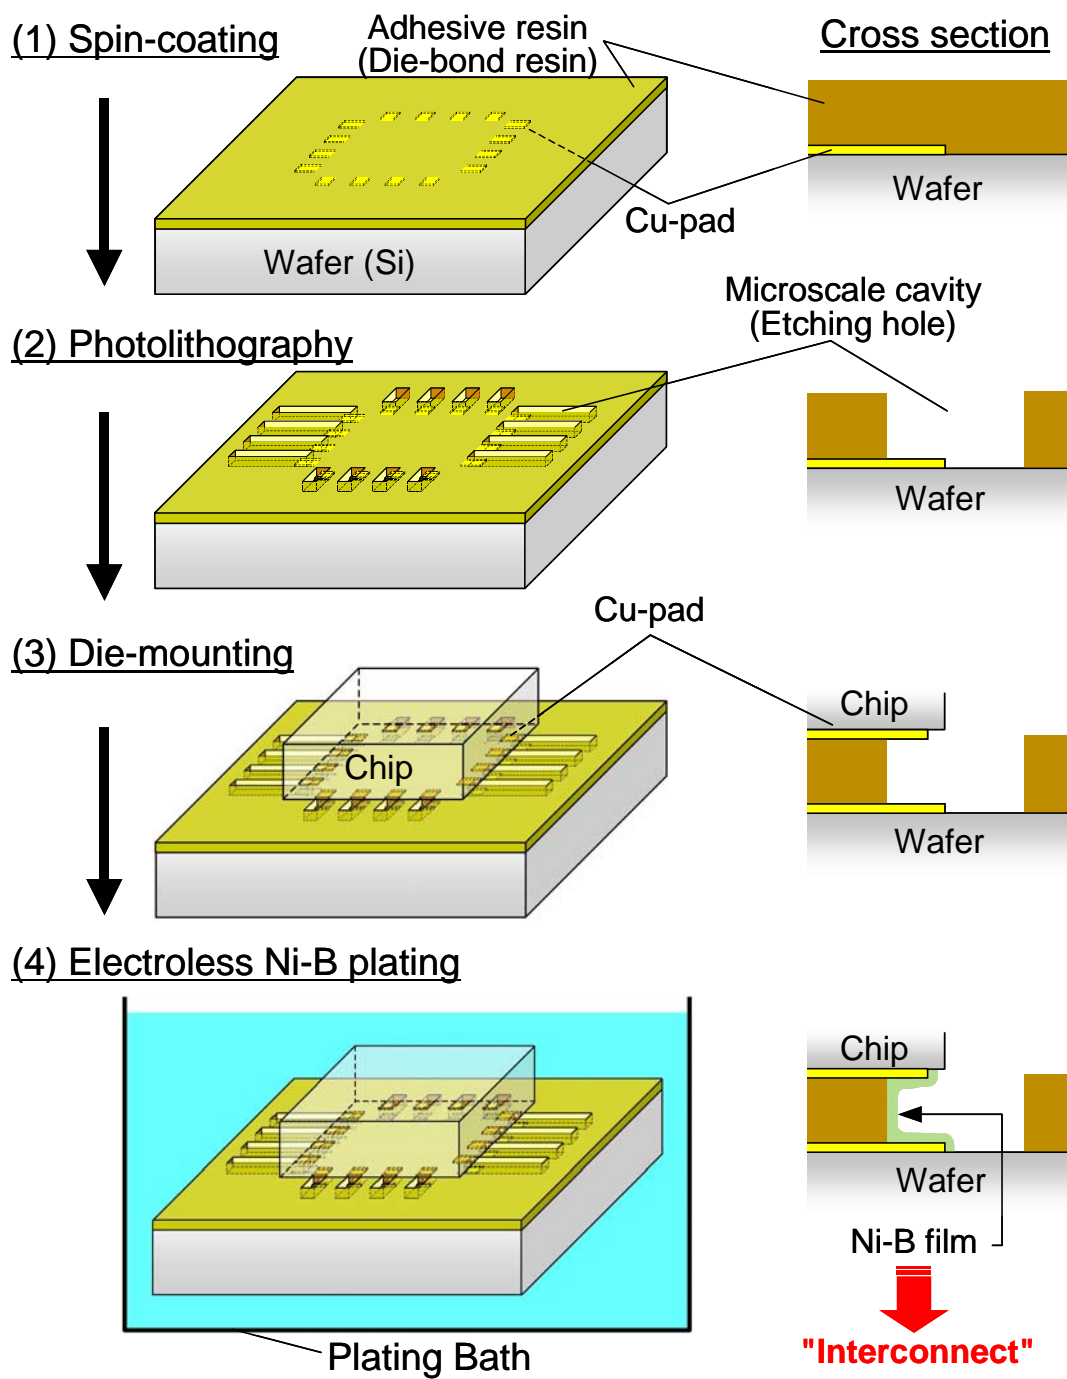 (1) Spin-coating
Adhesive resin
(Die-bond resin)
Cross section
Wafer
Cu-pad
Wafer (Si)
Microscale cavity
(Etching hole)
(2) Photolithography
Wafer
Cu-pad
(3) Die-mounting
Chip
Chip
Wafer
(4) Electroless Ni-B plating
Chip
Wafer
Ni-B film
Plating Bath
"Interconnect"